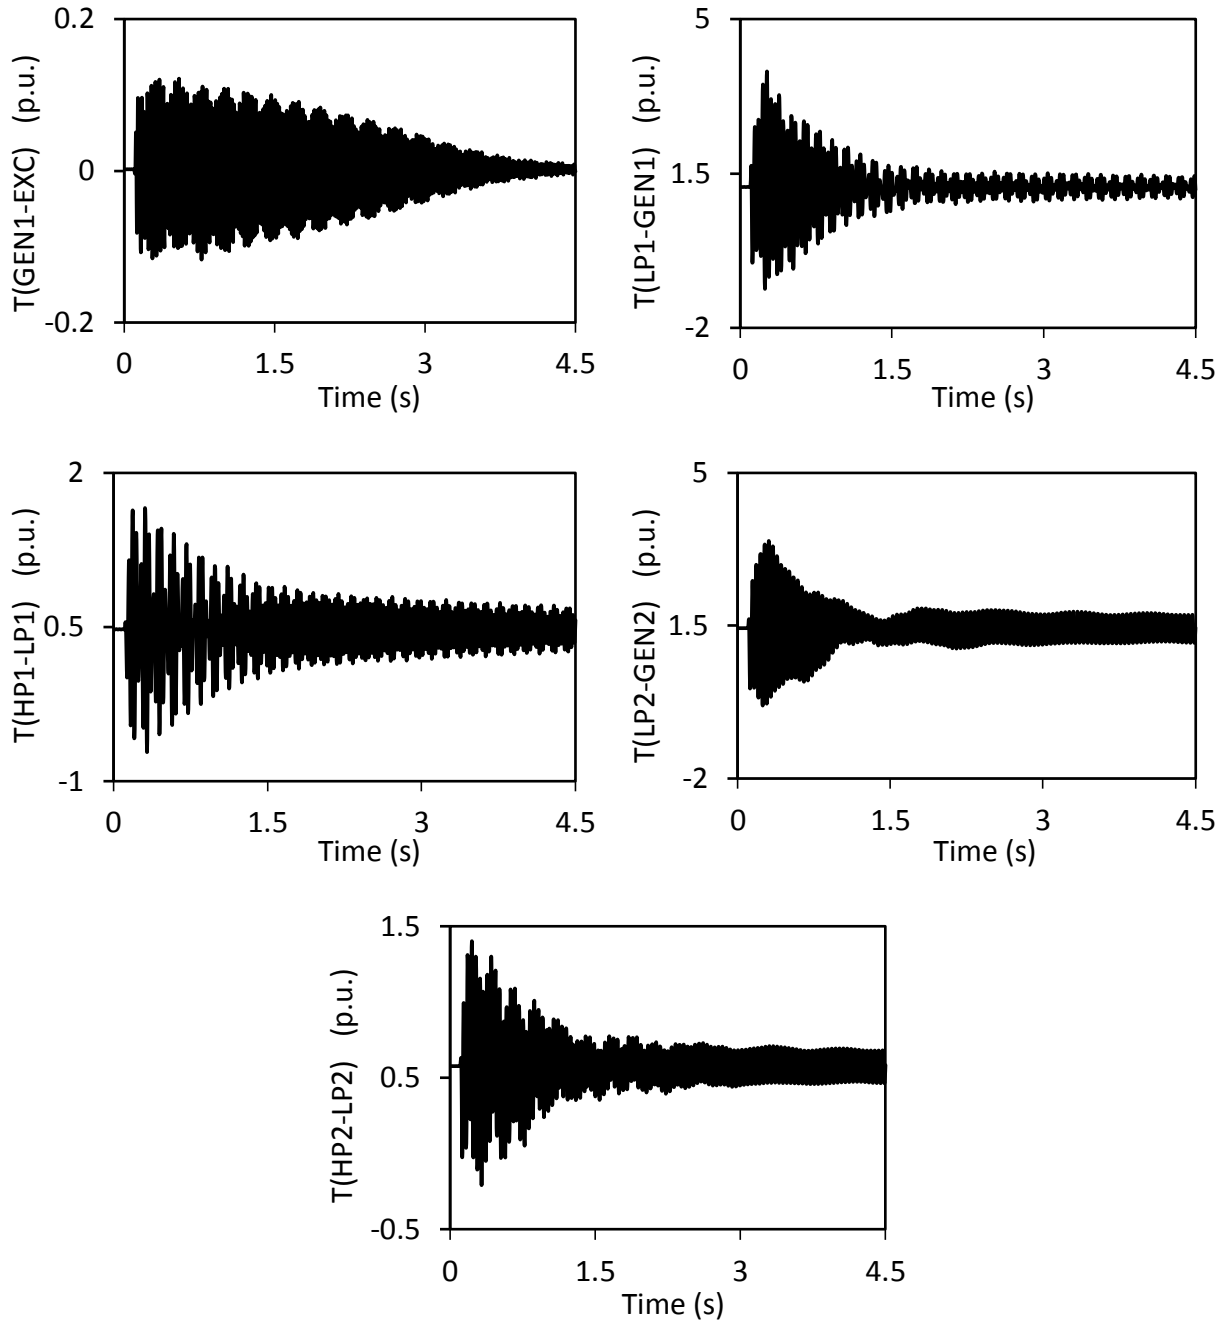 T(GEN1-EXC) (p.u.)
0.2
0
-0.2
0 1.5 3 4.5
Time (s)
T(LP1-GEN1) (p.u.)
5
1.5
-2
0 1.5 3 4.5
Time (s)
T(HP1-LP1) (p.u.)
2
0.5
-1
0 1.5 3 4.5
Time (s)
T(LP2-GEN2) (p.u.)
5
1.5
-2
0 1.5 3 4.5
Time (s)
T(HP2-LP2) (p.u.)
1.5
0.5
-0.5
0 1.5 3 4.5
Time (s)